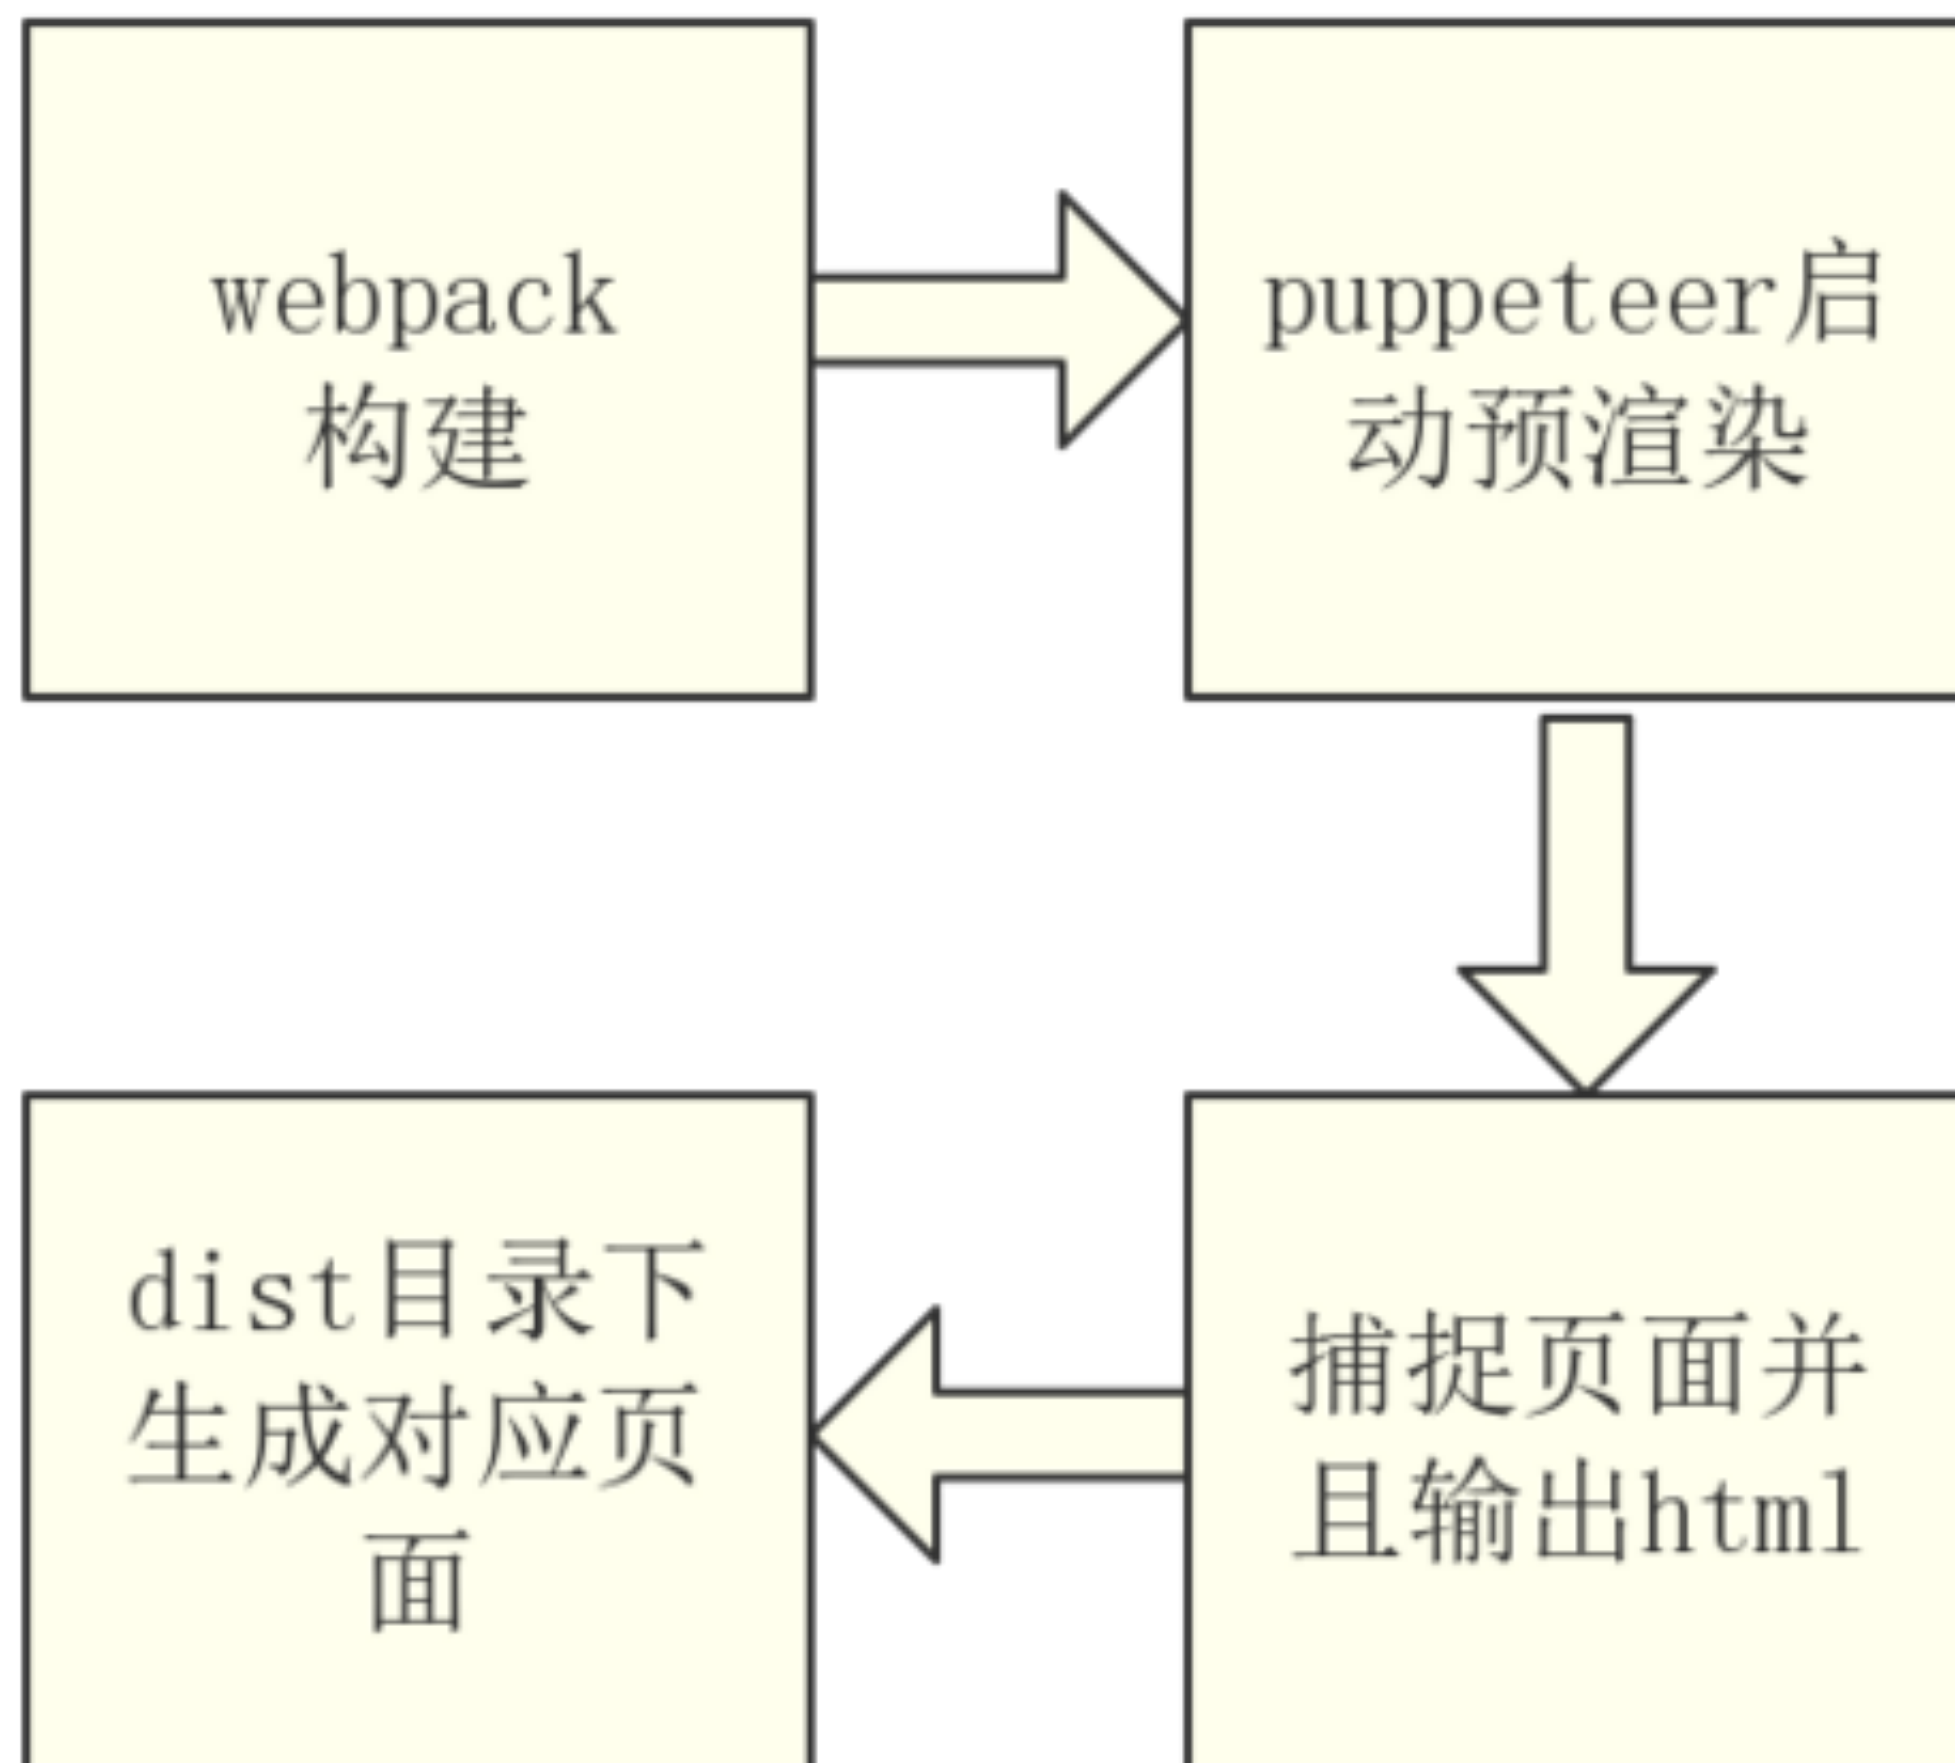 webpack
构建
puppeteer启
动预渲染
捕捉页面并
且输出html
dist目录下
生成对应页
面